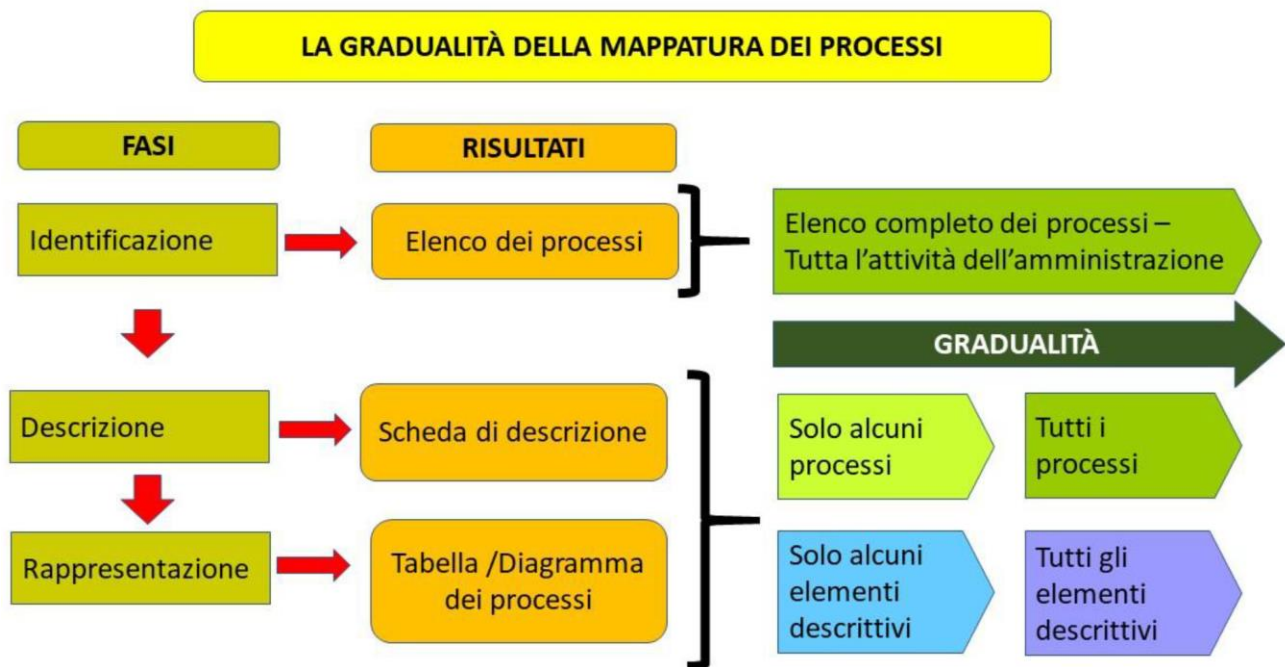 LA GRADUALITÀ DELLA MAPPATURA DEI PROCESSI
FASI
RISULTATI
Identificazione
Elenco dei processi
Elenco completo dei processi –
Tutta l’attività dell’amministrazione
GRADUALITÀ
Descrizione
Scheda di descrizione
Solo alcuni
processi
Tutti i
processi
Rappresentazione
Tabella /Diagramma
dei processi
Solo alcuni
elementi
descrittivi
Tutti gli
elementi
descrittivi